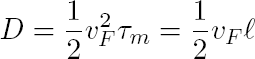 $D = \frac{1}{2} v_F^2 \tau_m = \frac{1}{2} v_F \ell$